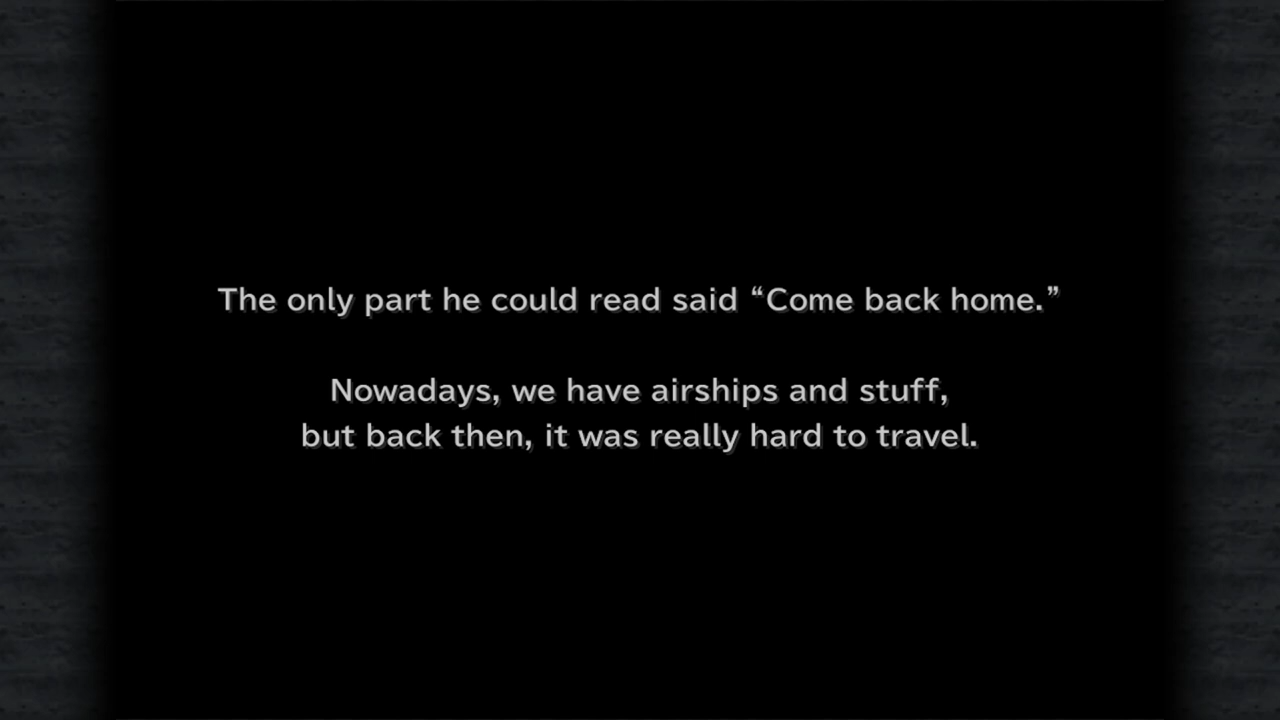 The only part he could read said “Come back home.”
Nowadays, we have airships and stuff,
but back then, it was really hard to travel.